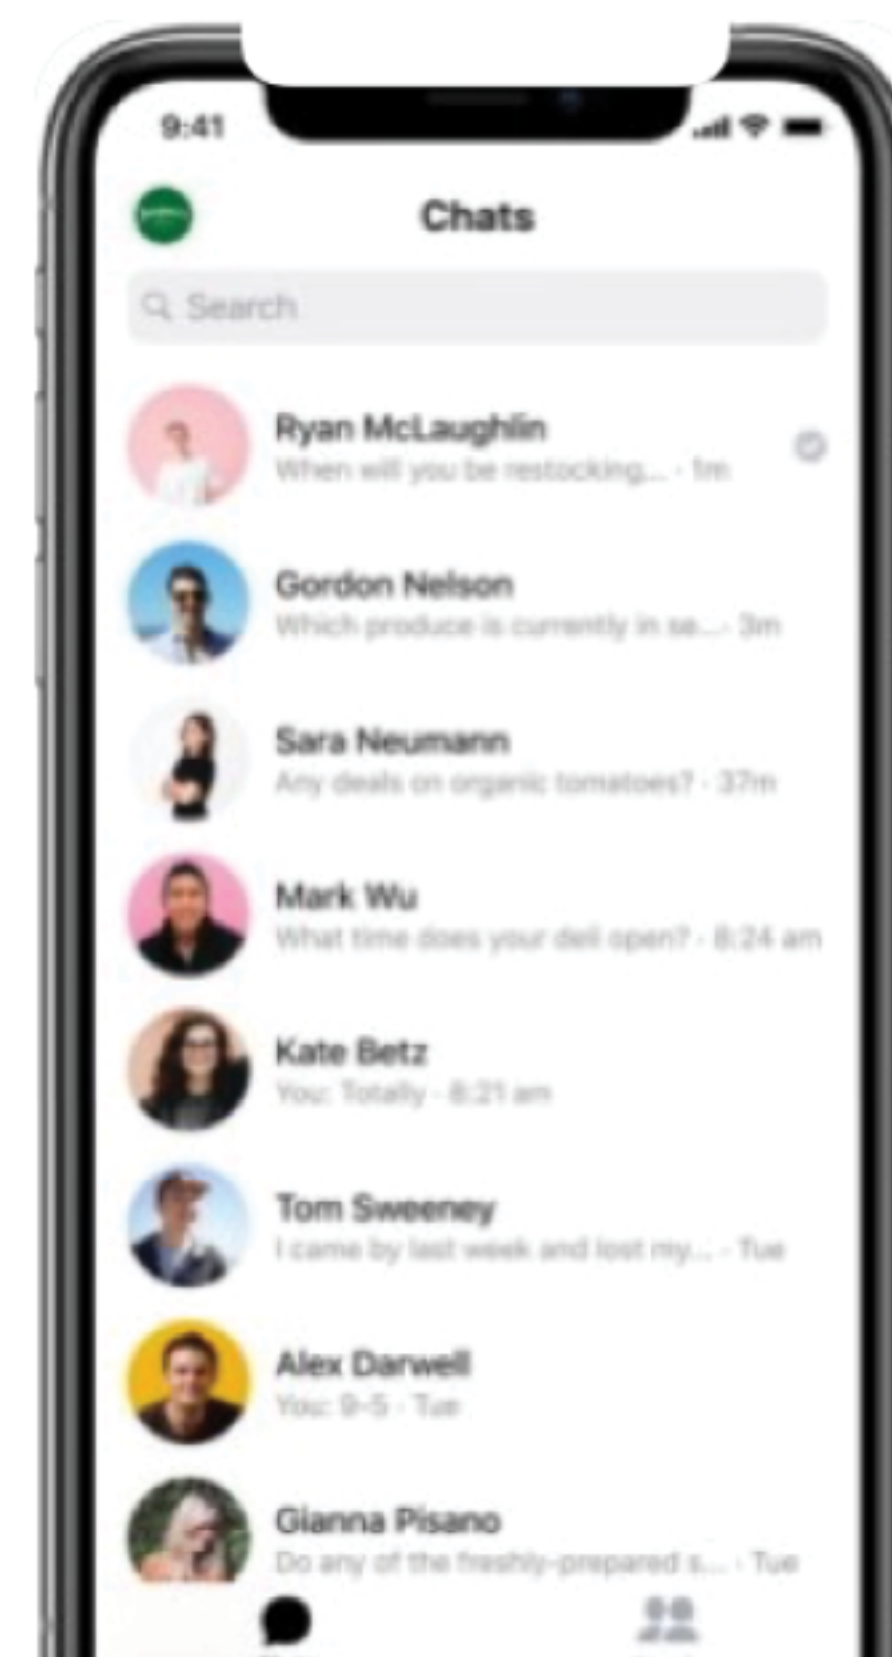 9:41
Chats
Search
Ryan McLaughlin
When will you be restocking... · 1m
Gordon Nelson
Which produce is currently in se... · 3m
Sara Neumann
Any deals on organic tomatoes? · 37m
Mark Wu
What time does your deli open? · 8:24 am
Kate Betz
You: Totally · 8:21 am
Tom Sweeney
I came by last week and lost my... · Tue
Alex Darwell
You: 9-5 · Tue
Gianna Pisano
Do any of the freshly-prepared s... · Tue